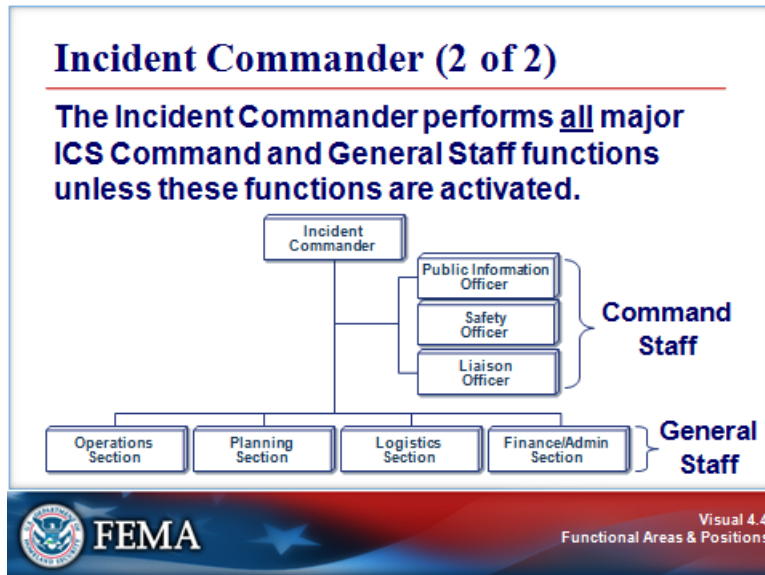 Incident Commander (2 of 2)
The Incident Commander performs all major
ICS Command and General Staff functions
unless these functions are activated.
Incident
Commander
Public Information
Officer
Safety
Officer
Liaison
Officer
Command
Staff
Operations
Section
Planning
Section
Logistics
Section
Finance/Admin
Section
General
Staff
FEMA
Visual 4.4
Functional Areas & Positions